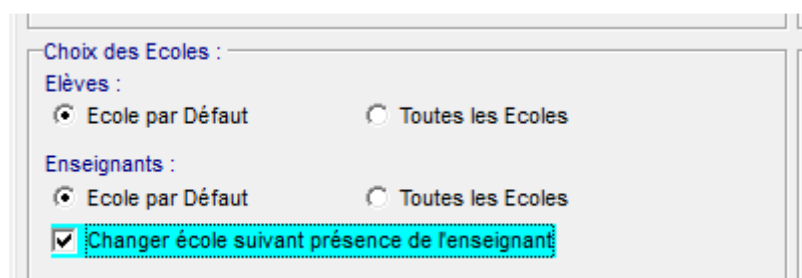 Choix des Ecoles :
Elèves :
Ecole par Défaut Toutes les Ecoles
Enseignants :
Ecole par Défaut Toutes les Ecoles
Changer école suivant présence de l'enseignant